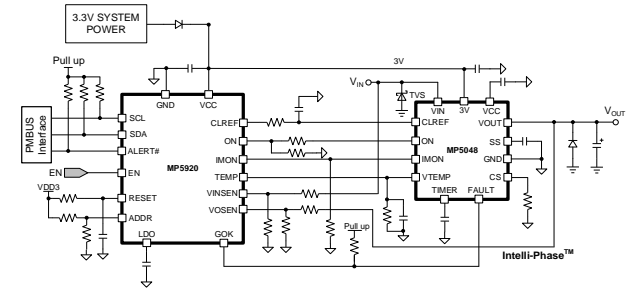 3.3V SYSTEM
POWER
Pull up
3V
VIN
TVS
GND
VCC
VIN
3V
VCC
VOUT
PMBUS
Interface
SCL
SDA
ALERT#
EN
EN
VDD3
RESET
ADDR
LDO
GOK
MP5920
CLREF
ON
IMON
TEMP
VINSEN
VOSEN
CLREF
ON
IMON
VTEMP
TIMER
FAULT
MP5048
VOUT
SS
GND
CS
Pull up
Intelli-Phase™